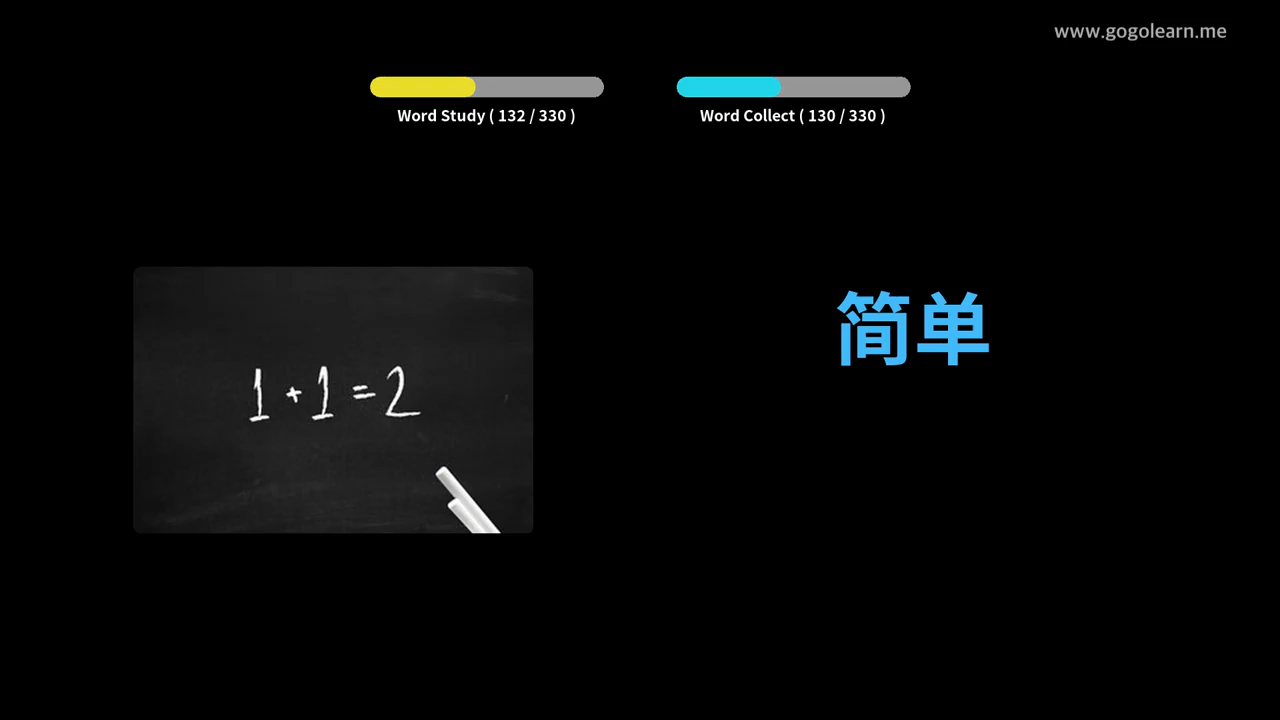 www.gogolearn.me
Word Study ( 132 / 330 )
Word Collect ( 130 / 330 )
简单
1 + 1 = 2